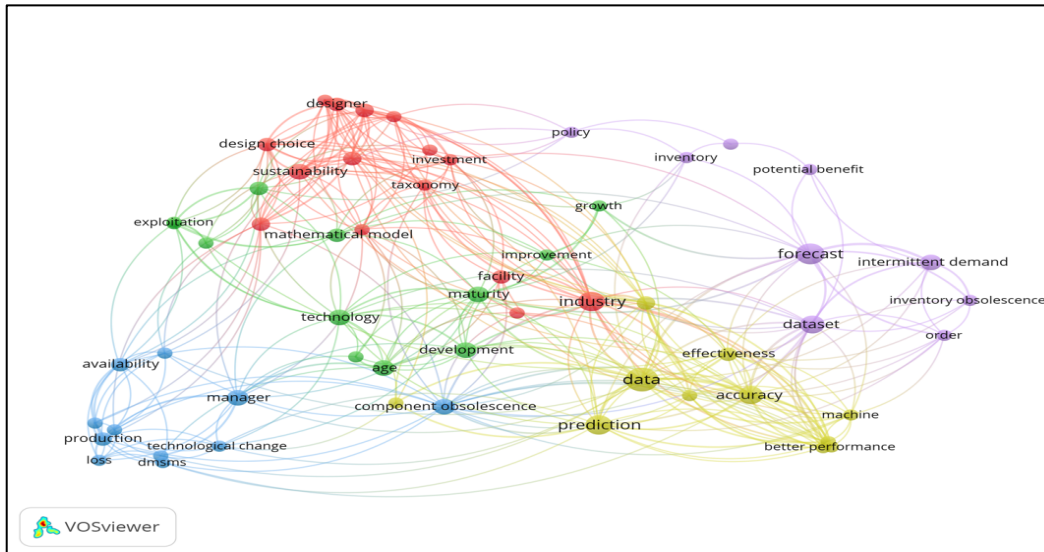 designer
policy
design choice
investment
inventory
sustainability
potential benefit
taxonomy
growth
exploitation
mathematical model
improvement
forecast
intermittent demand
facility
maturity
industry
inventory obsolescence
technology
dataset
order
development
effectiveness
availability
age
data
accuracy
manager
component obsolescence
machine
prediction
production
technological change
better performance
loss
dmsms
VOSviewer